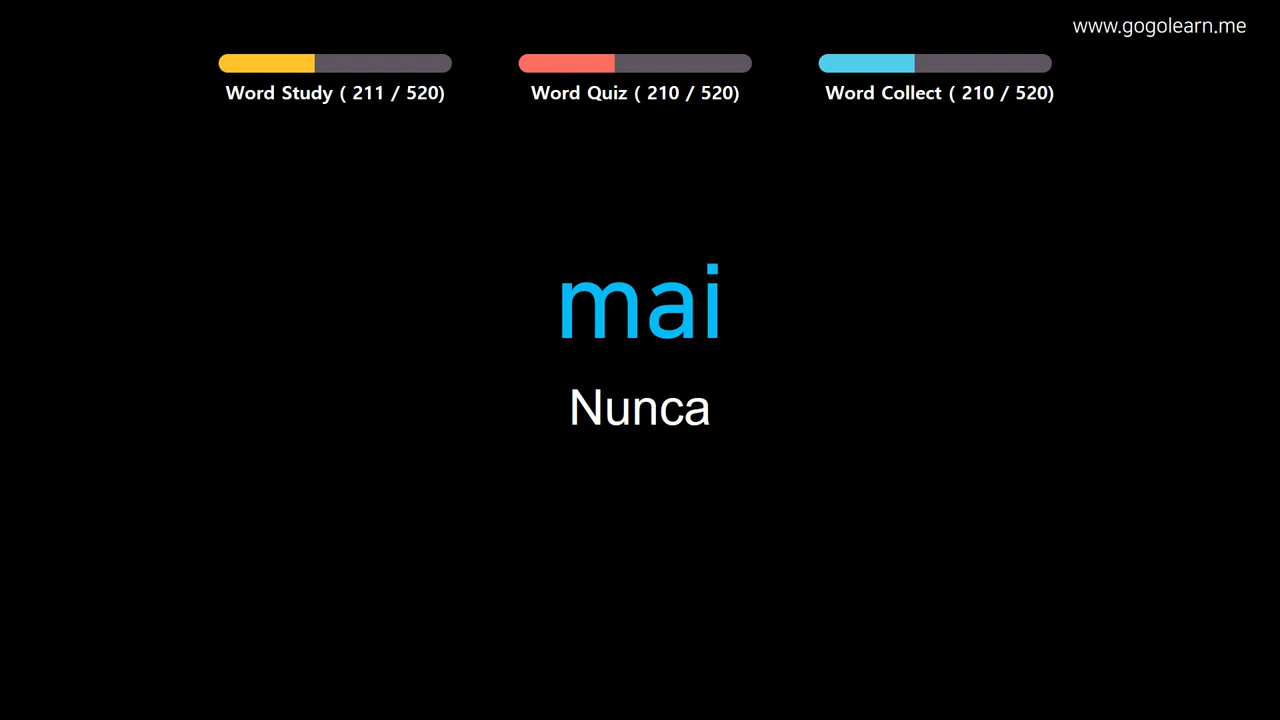 www.gogolearn.me
Word Study ( 211 / 520)
Word Quiz ( 210 / 520)
Word Collect ( 210 / 520)
mai
Nunca